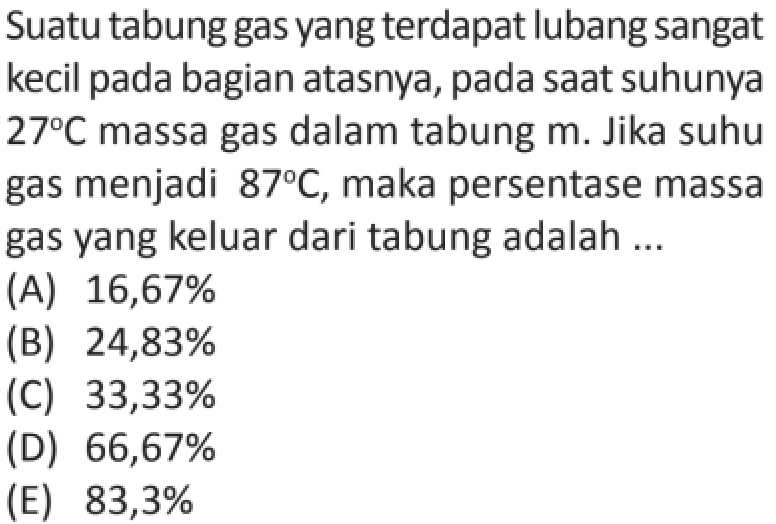 Suatu tabung gas yang terdapat lubang sangat
kecil pada bagian atasnya, pada saat suhunya
27°C massa gas dalam tabung m. Jika suhu
gas menjadi 87°C, maka persentase massa
gas yang keluar dari tabung adalah ...
(A) 16,67%
(B) 24,83%
(C) 33,33%
(D) 66,67%
(E) 83,3%